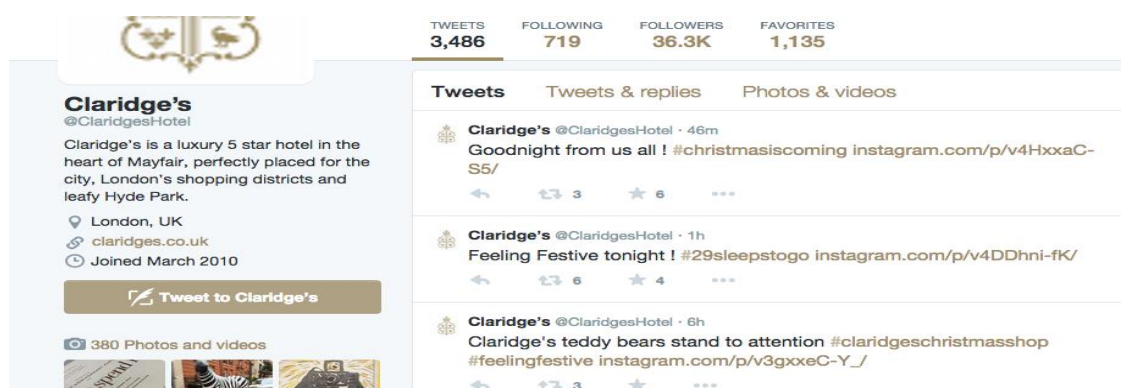 TWEETS FOLLOWING FOLLOWERS FAVORITES
3,486 719 36.3K 1,135
Claridge's
@ClaridgesHotel
Claridge's is a luxury 5 star hotel in the
heart of Mayfair, perfectly placed for the
city, London's shopping districts and
leafy Hyde Park.
London, UK
claridges.co.uk
Joined March 2010
Tweet to Claridge's
380 Photos and videos
Tweets Tweets & replies Photos & videos
Claridge's @ClaridgesHotel · 46m
Goodnight from us all ! #christmasiscoming instagram.com/p/v4HxxaC-
S5/
3 6
Claridge's @ClaridgesHotel · 1h
Feeling Festive tonight ! #29sleepstogo instagram.com/p/v4DDhni-fK/
6 4
Claridge's @ClaridgesHotel · 6h
Claridge's teddy bears stand to attention #claridgeschristmasshop
#feelingfestive instagram.com/p/v3gxxeC-Y_/
3